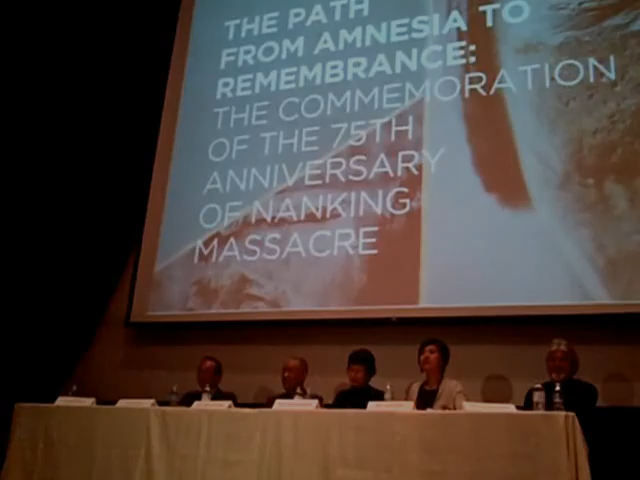 THE PATH
FROM AMNESIA TO
REMEMBRANCE:
THE COMMEMORATION
OF THE 75TH
ANNIVERSARY
OF NANKING
MASSACRE